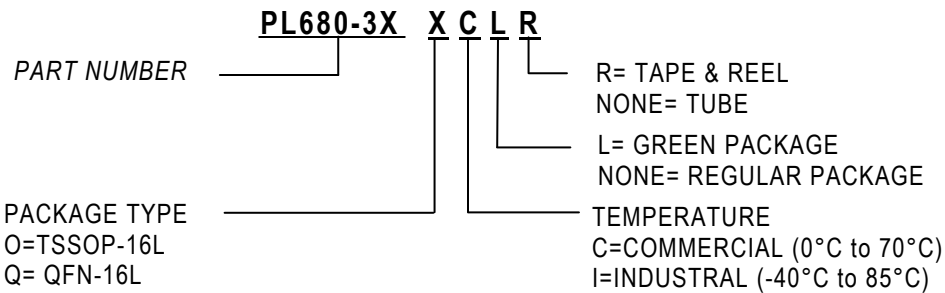 PL680-3X X C L R
PART NUMBER
R= TAPE & REEL
NONE= TUBE
L= GREEN PACKAGE
NONE= REGULAR PACKAGE
PACKAGE TYPE
O=TSSOP-16L
Q= QFN-16L
TEMPERATURE
C=COMMERCIAL (0°C to 70°C)
I=INDUSTRAL (-40°C to 85°C)